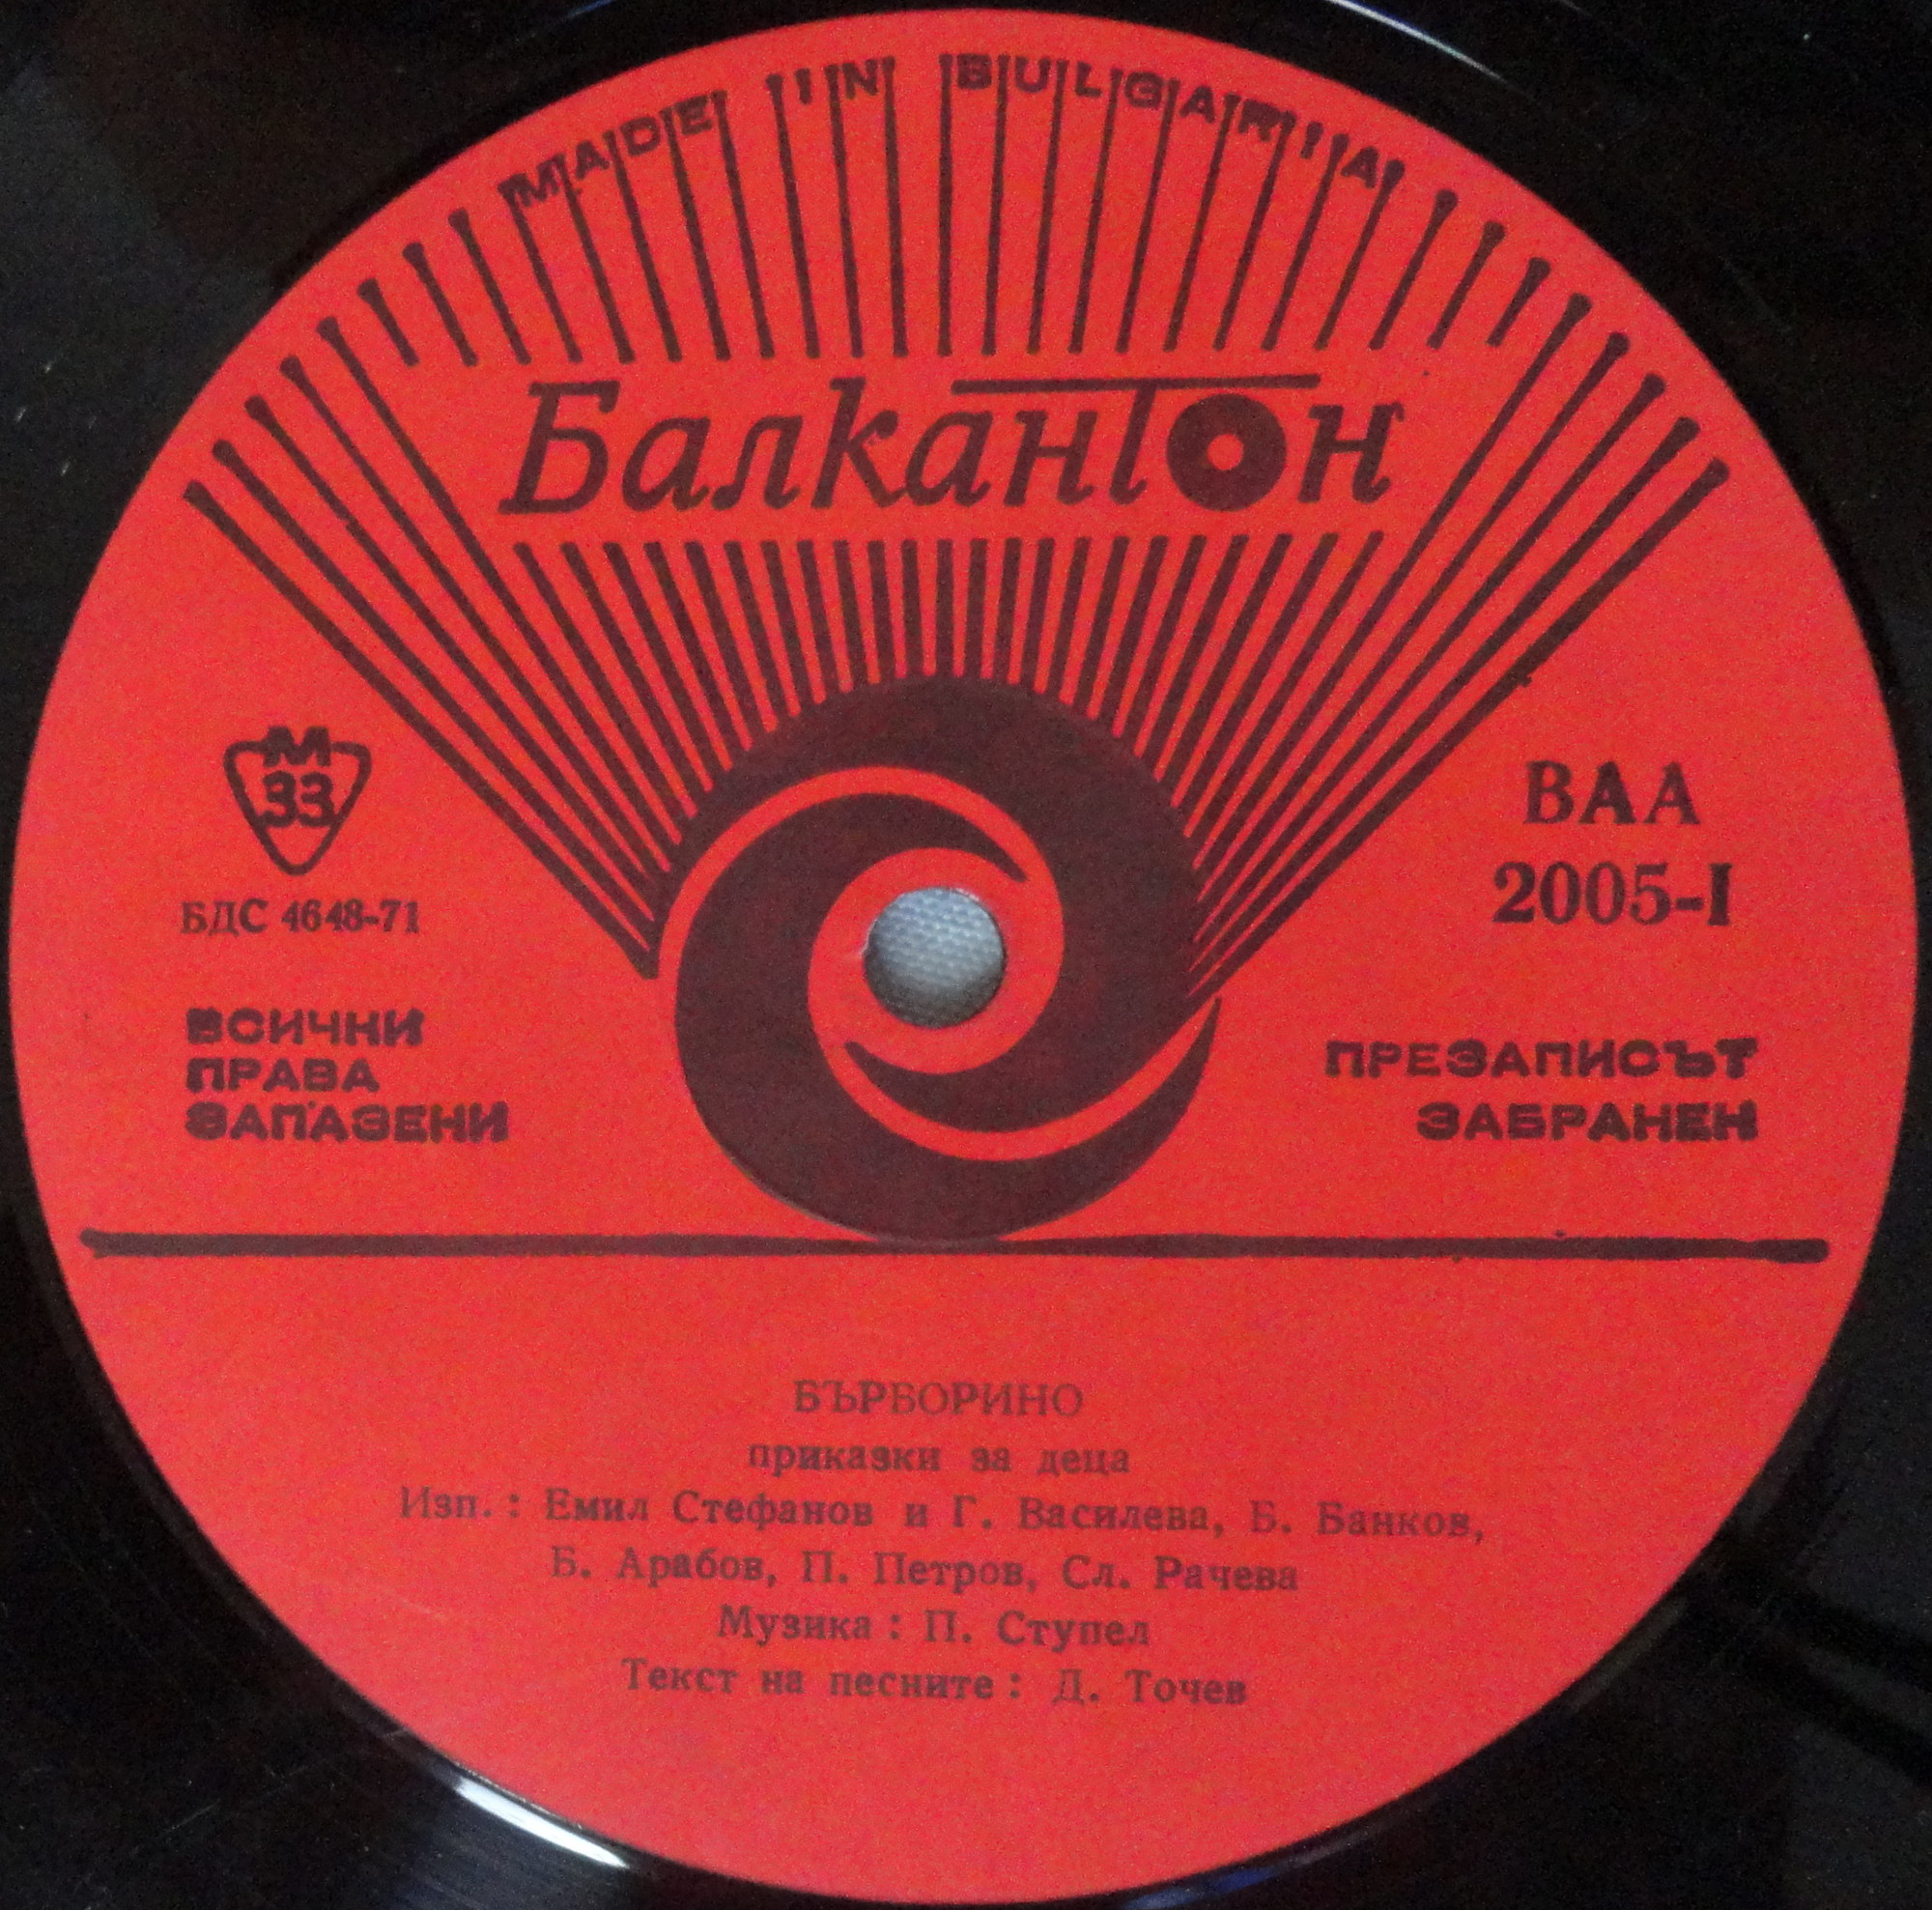 MADE IN BULGARIA
Балкантон
М
33
БДС 4648-71
ВАА
2005-I
ВСИЧНИ
ПРАВА
ЗАПАЗЕНИ
ПРЕЗАПИСЪТ
ЗАБРАНЕН
БЪРБОРИНО
приказки за деца
Изп. : Емил Стефанов и Г. Василева, Б. Банков,
Б. Арабов, П. Петров, Сл. Рачева
Музика : П. Ступел
Текст на песните : Д. Точев